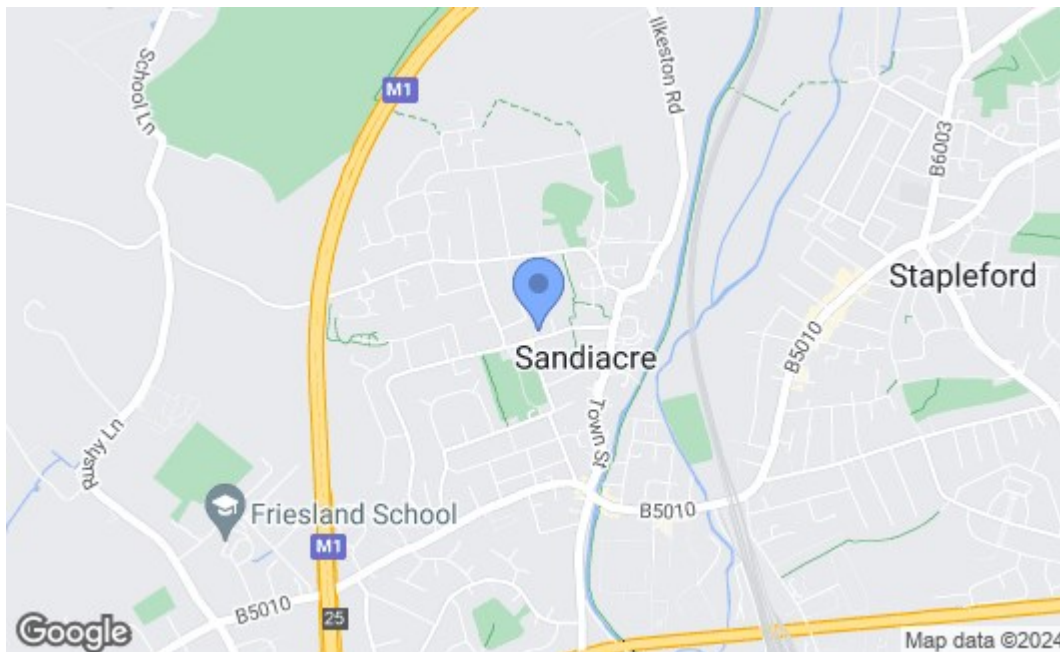 School Ln
M1
Ilkeston Rd
B6003
Stapleford
Sandiacre
B5010
Town St
Rushy Ln
Friesland School
B5010
M1
25
B5010
Google
Map data ©2024